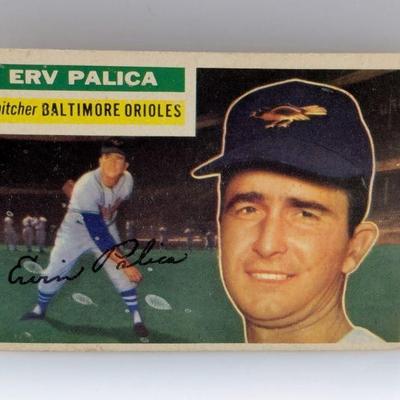 ERV PALICA
pitcher BALTIMORE ORIOLES
Ervin Palica